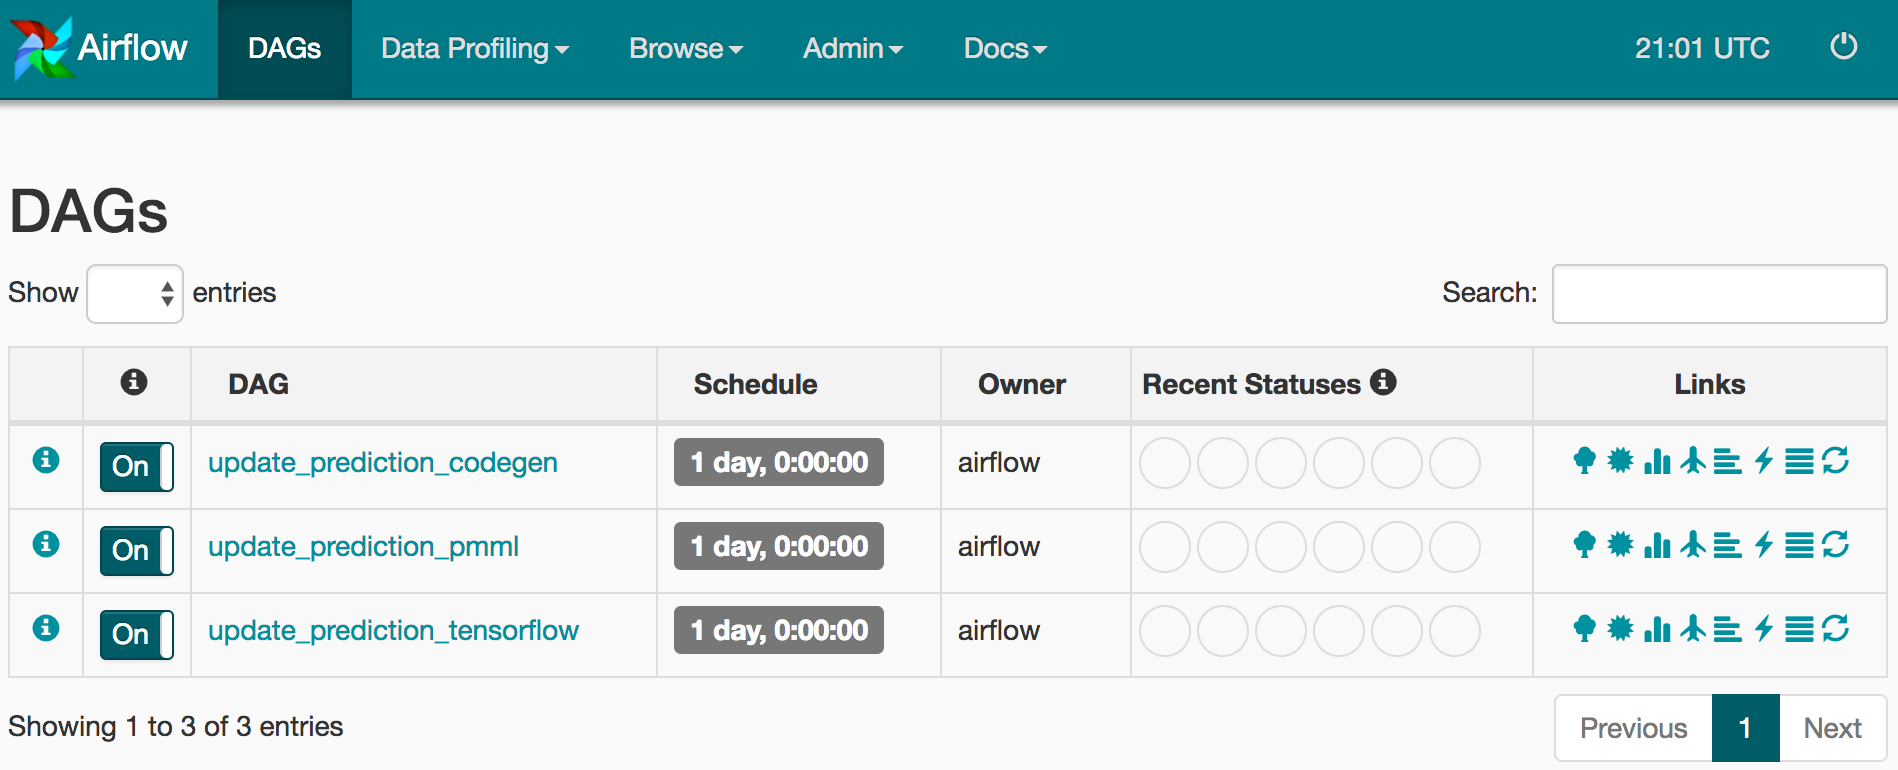 Airflow DAGs Data Profiling Browse Admin Docs 21:01 UTC
DAGs
Show entries Search:
DAG Schedule Owner Recent Statuses Links
On update_prediction_codegen 1 day, 0:00:00 airflow
On update_prediction_pmml 1 day, 0:00:00 airflow
On update_prediction_tensorflow 1 day, 0:00:00 airflow
Showing 1 to 3 of 3 entries Previous 1 Next